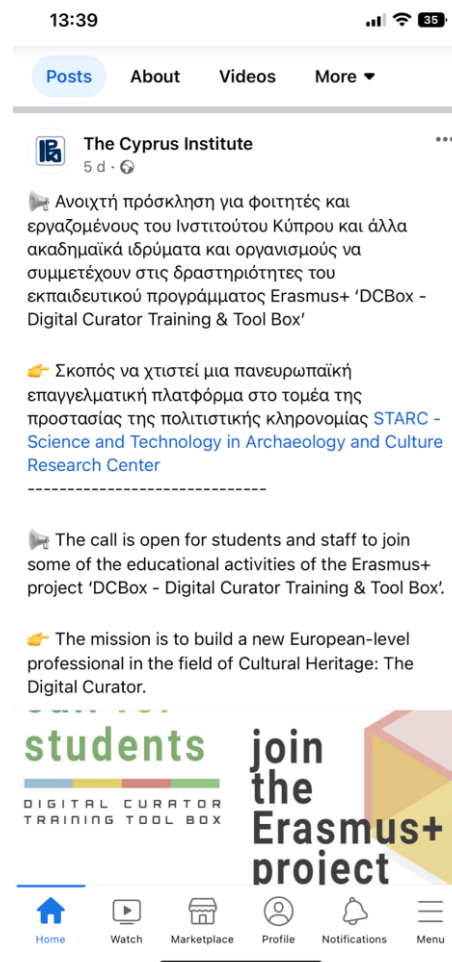 13:39
35
Posts About Videos More
The Cyprus Institute
5 d ·
Ανοιχτή πρόσκληση για φοιτητές και
εργαζομένους του Ινστιτούτου Κύπρου και άλλα
ακαδημαϊκά ιδρύματα και οργανισμούς να
συμμετέχουν στις δραστηριότητες του
εκπαιδευτικού προγράμματος Erasmus+ ‘DCBox -
Digital Curator Training & Tool Box’
Σκοπός να χτιστεί μια πανευρωπαϊκή
επαγγελματική πλατφόρμα στο τομέα της
προστασίας της πολιτιστικής κληρονομίας STARC -
Science and Technology in Archaeology and Culture
Research Center
------------------------------
The call is open for students and staff to join
some of the educational activities of the Erasmus+
project ‘DCBox - Digital Curator Training & Tool Box’.
The mission is to build a new European-level
professional in the field of Cultural Heritage: The
Digital Curator.
students
DIGITAL CURATOR
TRAINING TOOL BOX
join
the
Erasmus+
project
Home Watch Marketplace Profile Notifications Menu